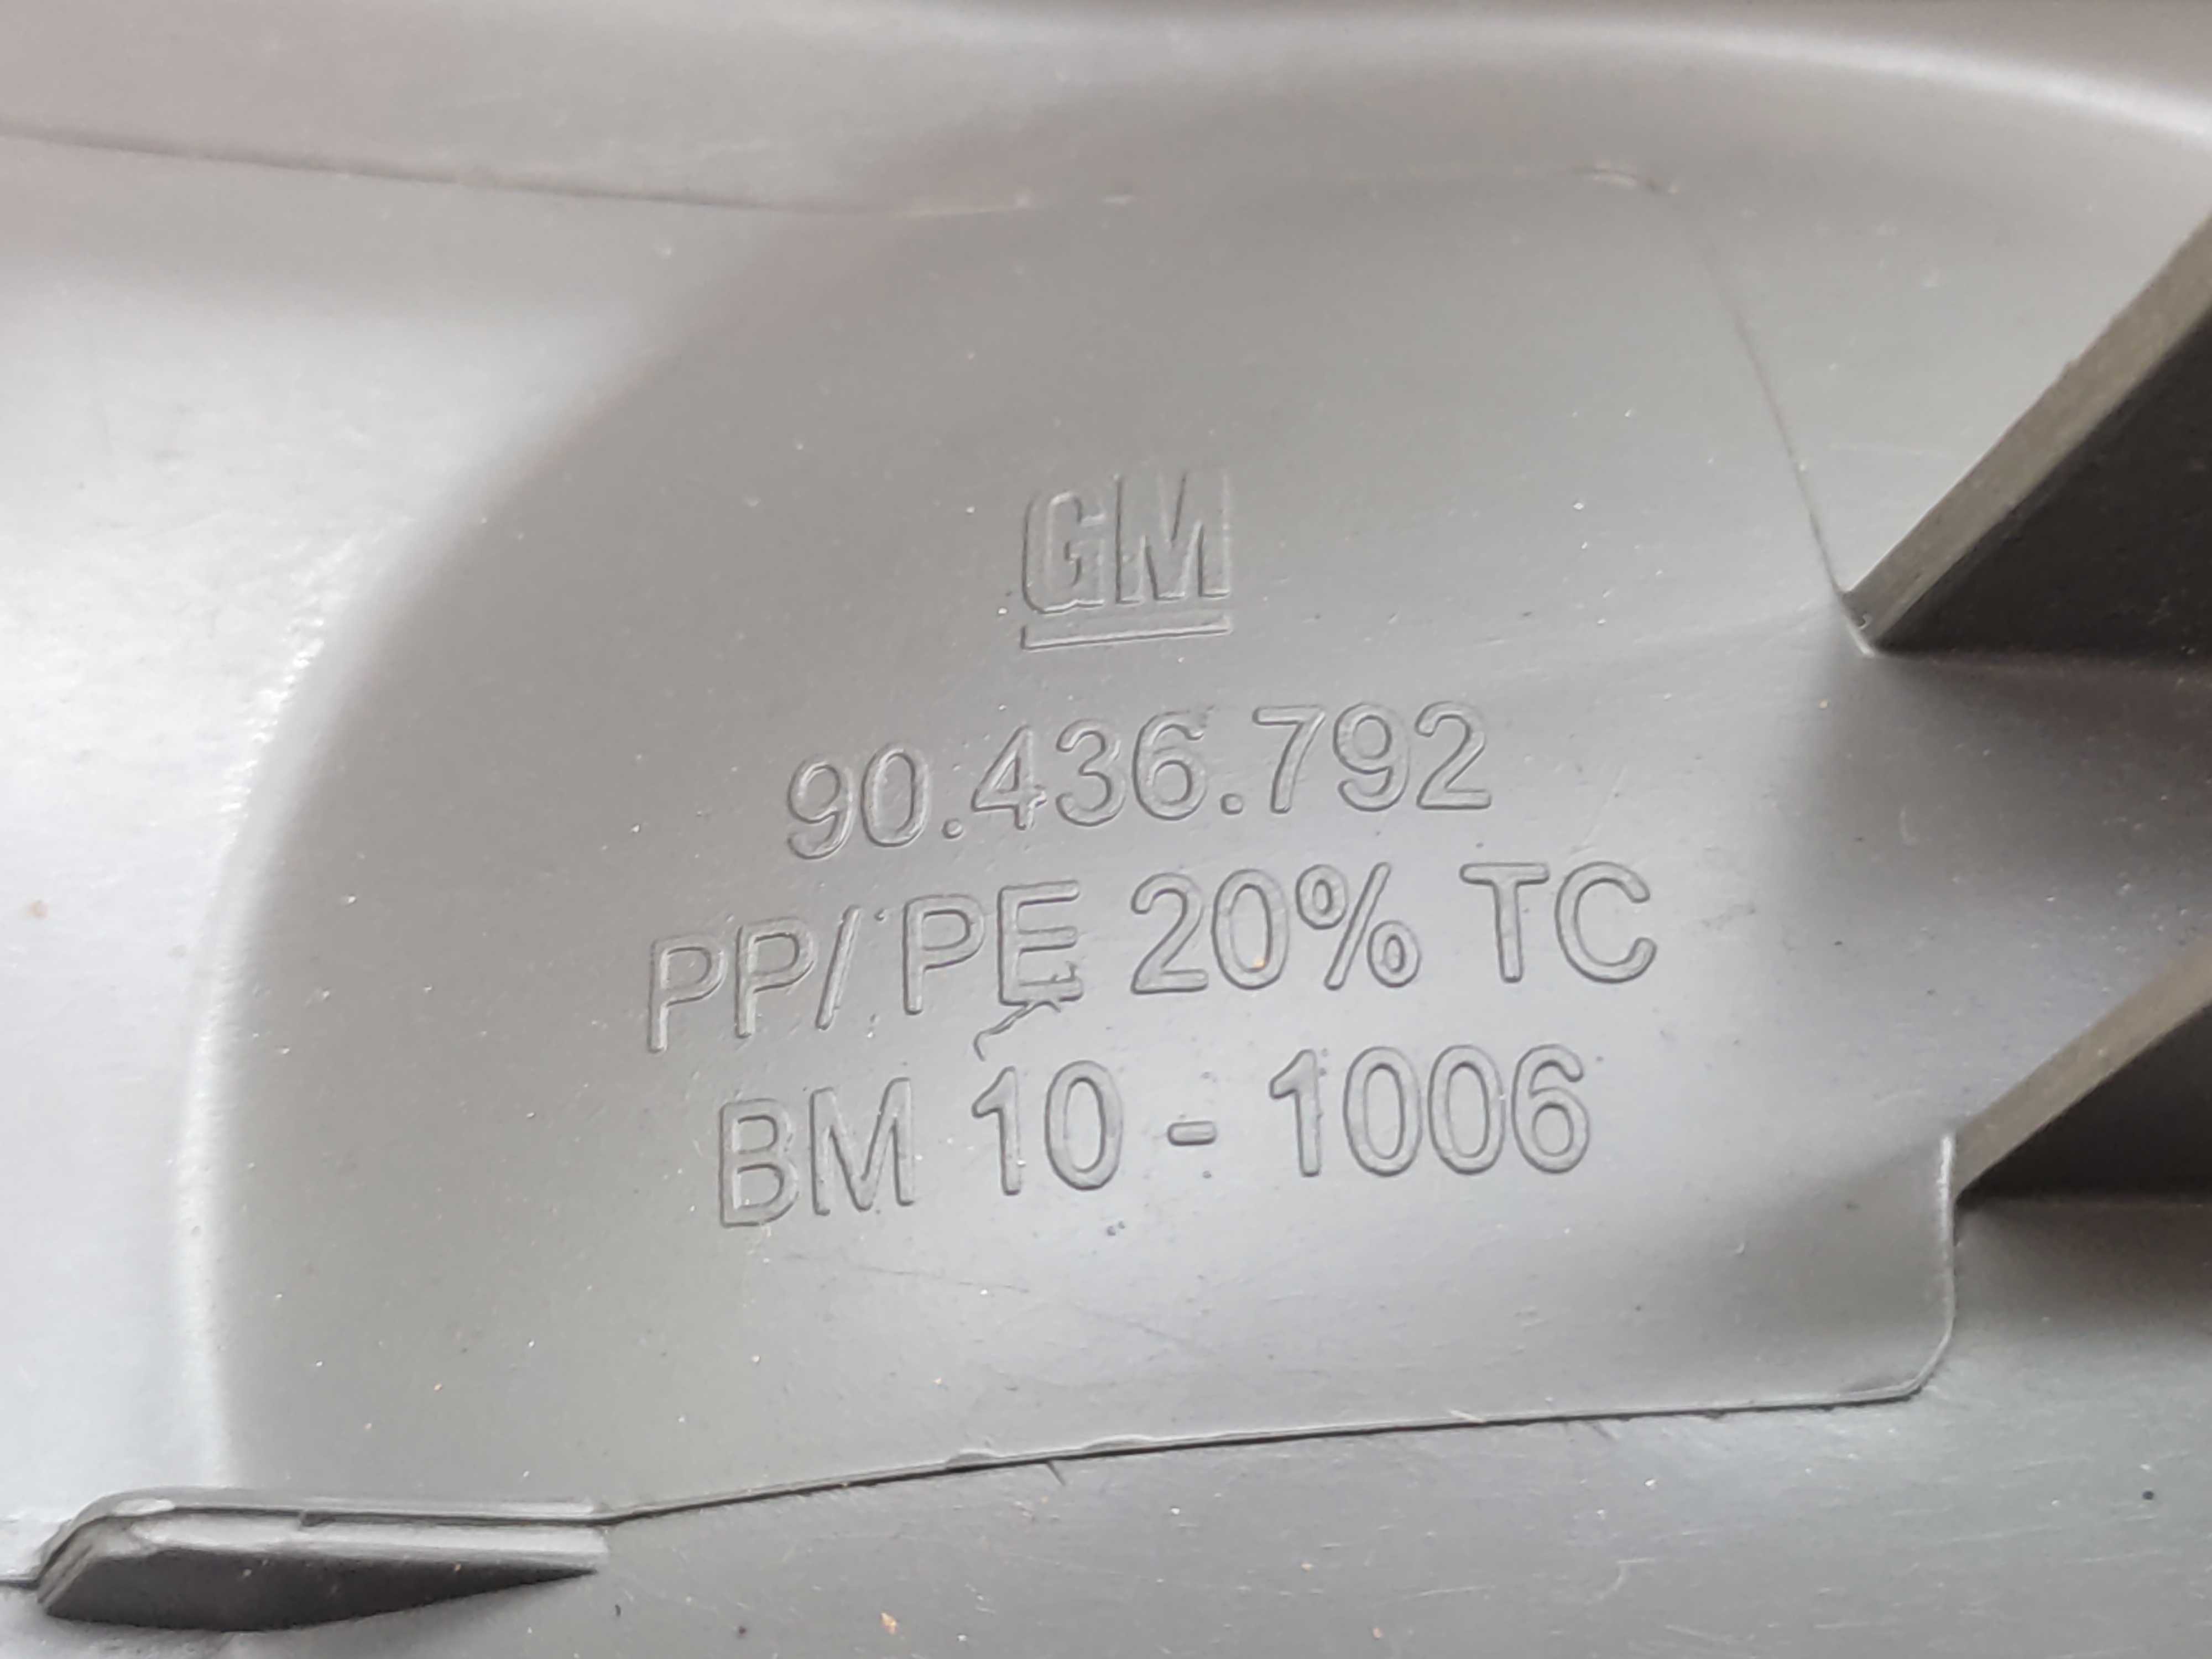 GM
90.436.792
PP/ PE 20% TC
BM 10 - 1006